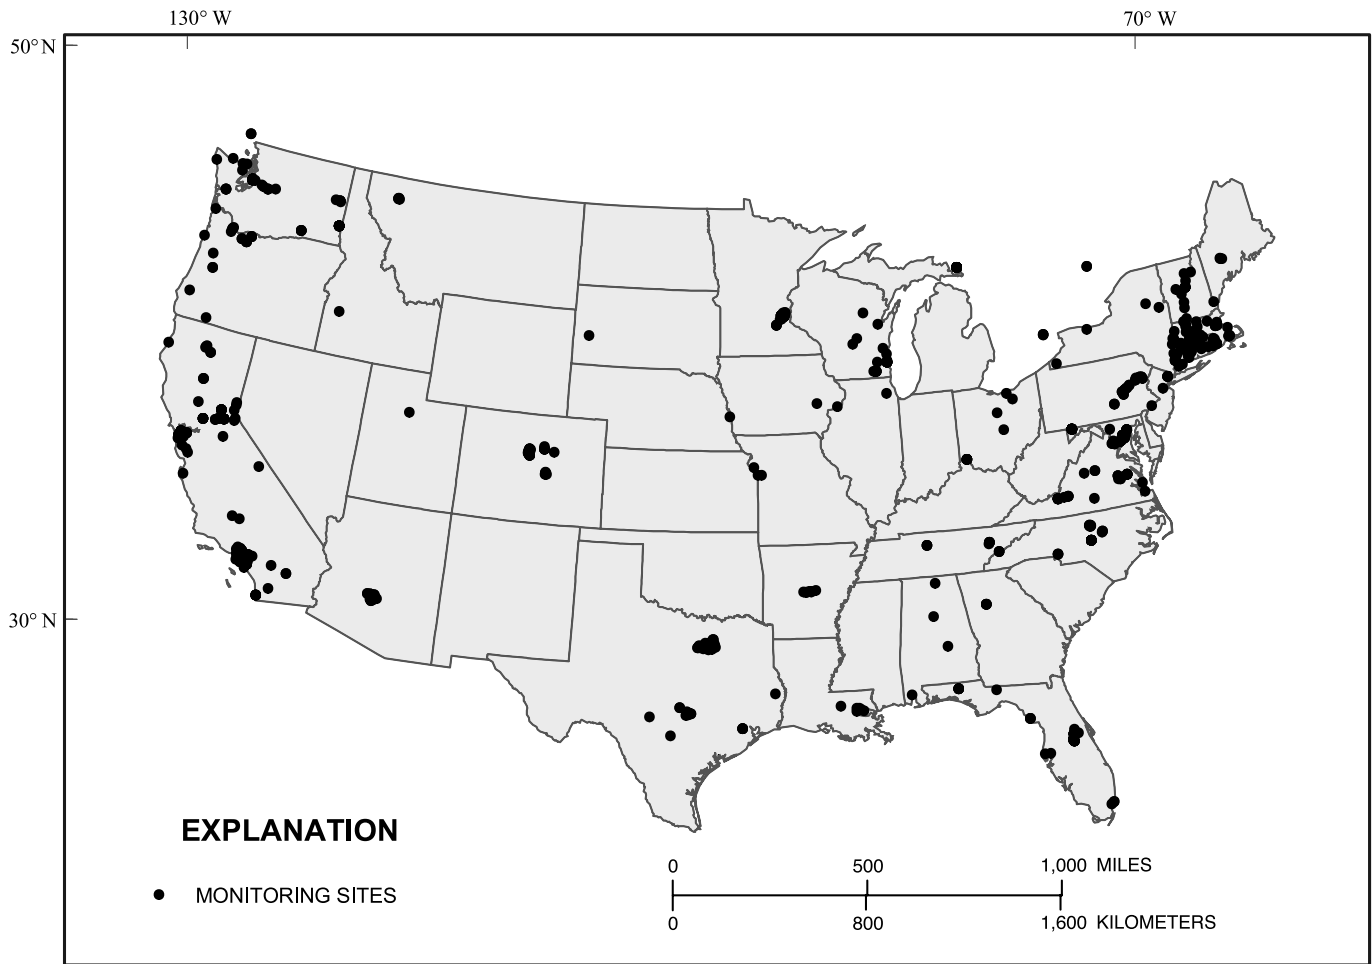 130° W
70° W
50° N
30° N
EXPLANATION
MONITORING SITES
0 500 1,000 MILES
0 800 1,600 KILOMETERS